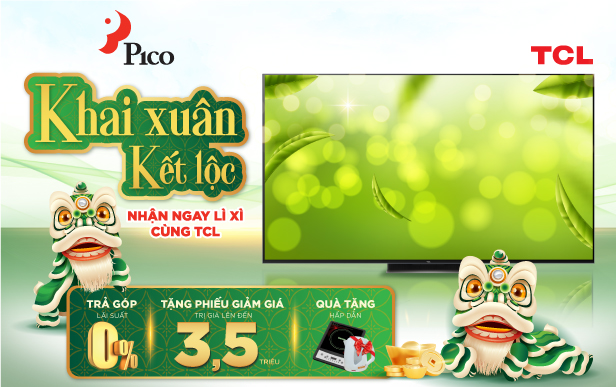 Pico
TCL
Khai xuân
Kết lộc
NHẬN NGAY LÌ XÌ
CÙNG TCL
TRẢ GÓP
LÃI SUẤT
0%
TẶNG PHIẾU GIẢM GIÁ
TRỊ GIÁ LÊN ĐẾN
3,5
TRIỆU
QUÀ TẶNG
HẤP DẪN